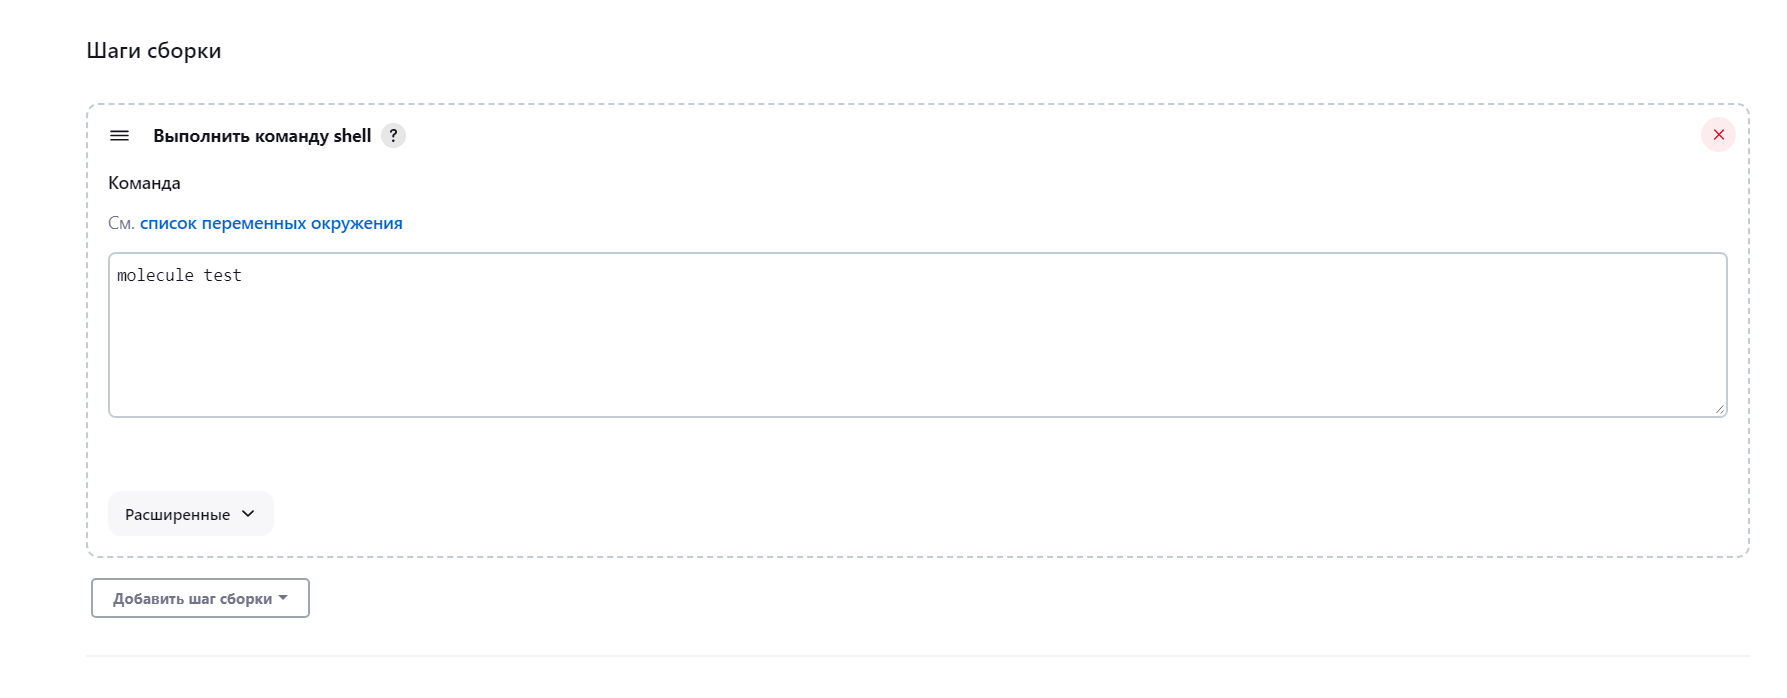 Шаги сборки
Выполнить команду shell ?
Команда
См. список переменных окружения
molecule test
Расширенные
Добавить шаг сборки